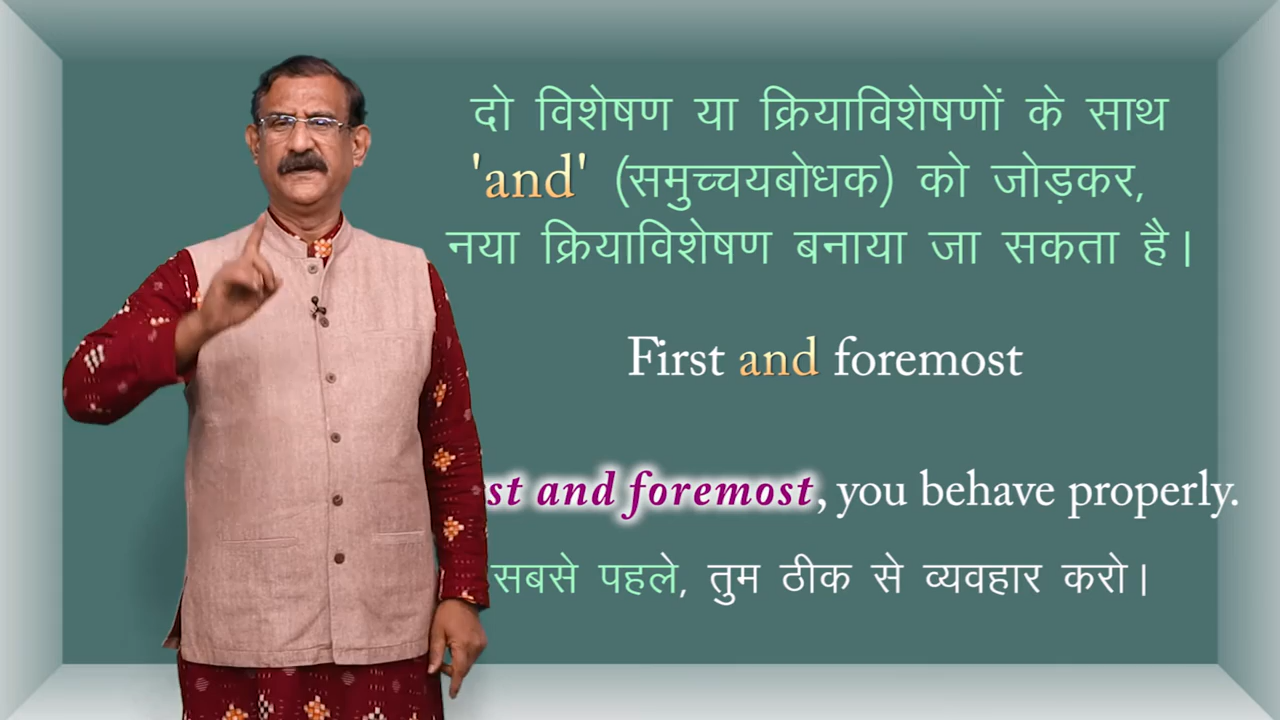 दो विशेषण या क्रियाविशेषणों के साथ
'and' (समुच्चयबोधक) को जोड़कर,
नया क्रियाविशेषण बनाया जा सकता है।
First and foremost
st and foremost, you behave properly.
सबसे पहले, तुम ठीक से व्यवहार करो।